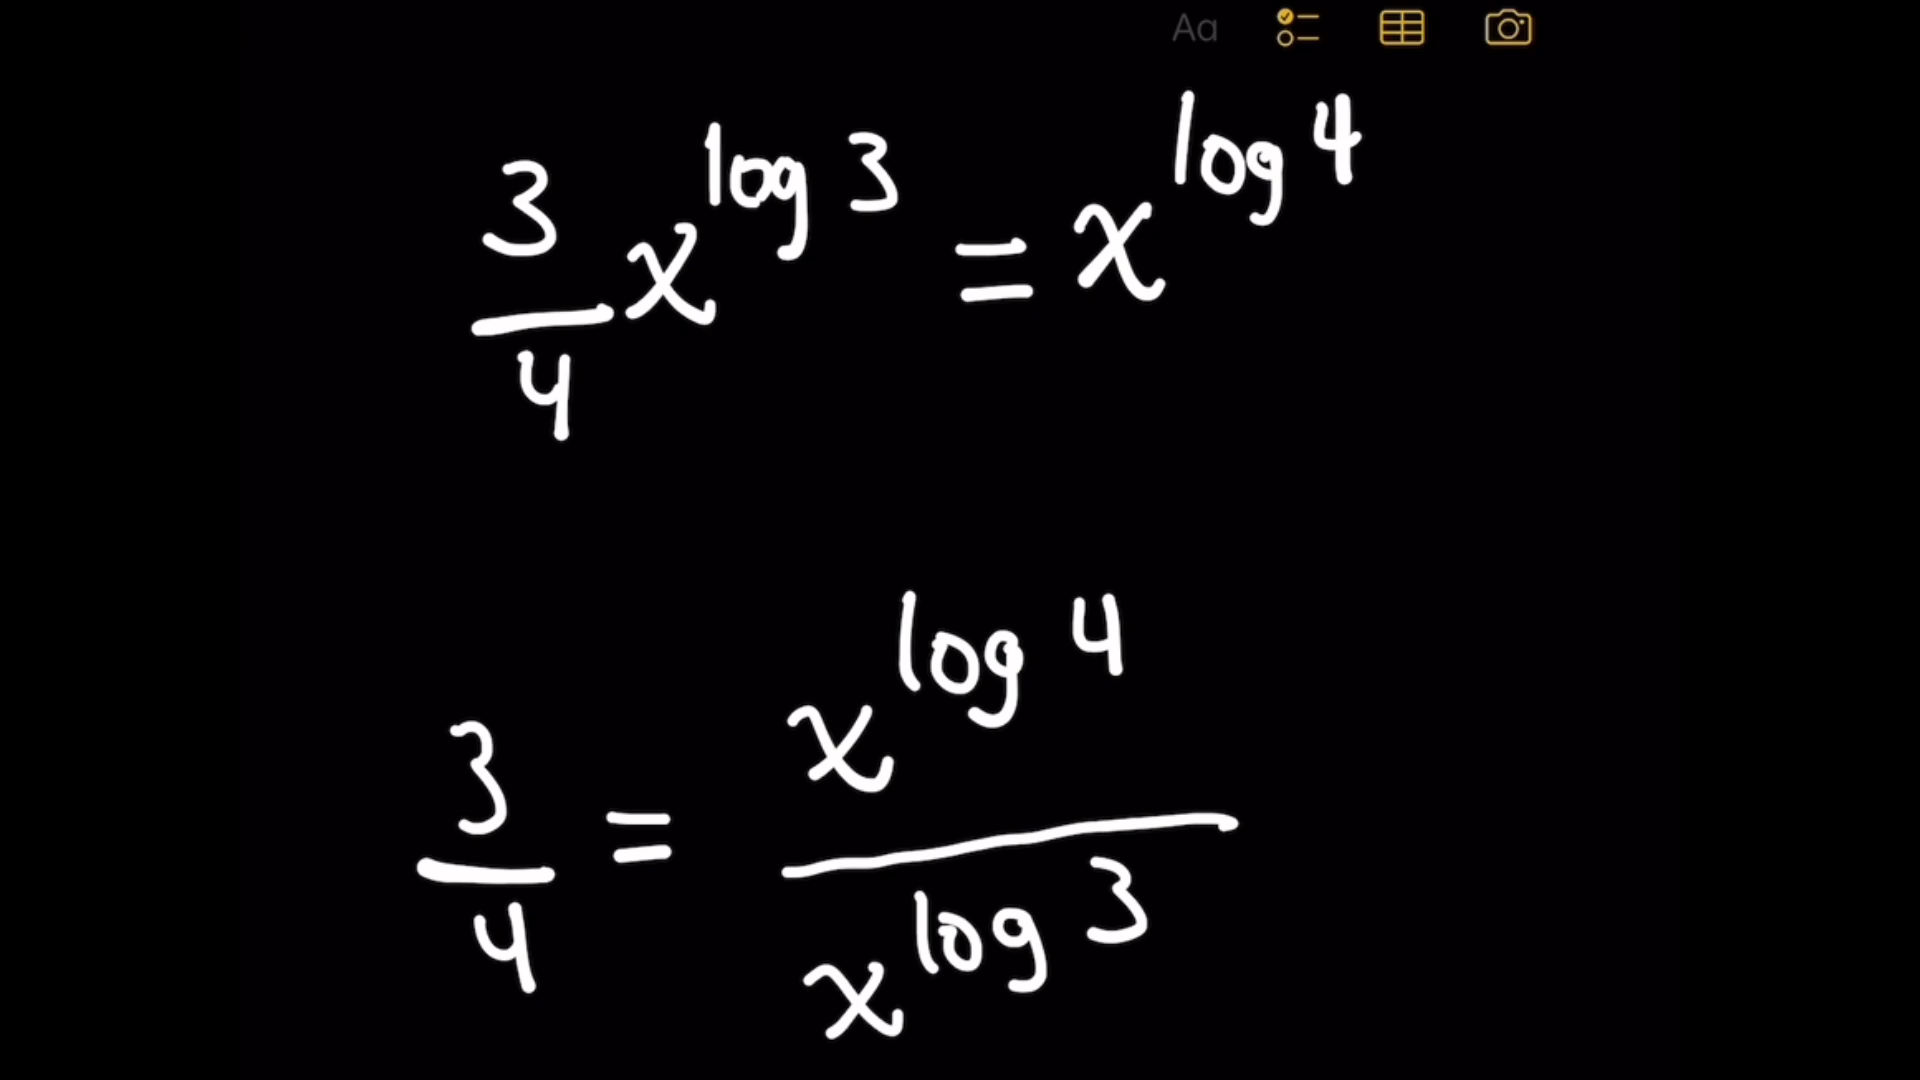 Aa
3/4 x^log 3 = x^log 4
3/4 = x^log 4 / x^log 3